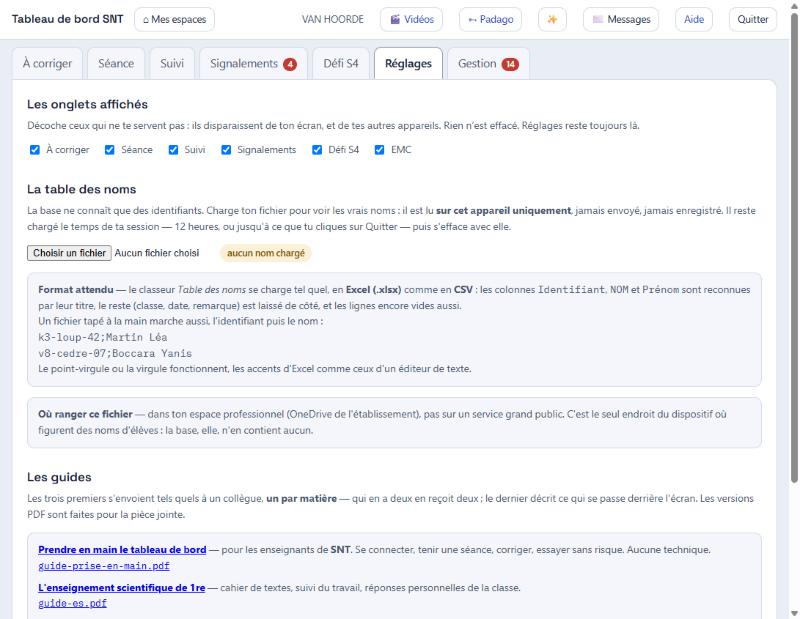 Tableau de bord SNT
⌂ Mes espaces
VAN HOORDE
🎬 Vidéos
Padago
✨
Messages
Aide
Quitter
À corriger
Séance
Suivi
Signalements 4
Défi S4
Réglages
Gestion 14
Les onglets affichés
Décoche ceux qui ne te servent pas : ils disparaissent de ton écran, et de tes autres appareils. Rien n'est effacé. Réglages reste toujours là.
À corriger
Séance
Suivi
Signalements
Défi S4
EMC
La table des noms
La base ne connaît que des identifiants. Charge ton fichier pour voir les vrais noms : il est lu sur cet appareil uniquement, jamais envoyé, jamais enregistré. Il reste
chargé le temps de ta session — 12 heures, ou jusqu'à ce que tu cliques sur Quitter — puis s'efface avec elle.
Choisir un fichier Aucun fichier choisi
aucun nom chargé
Format attendu — le classeur Table des noms se charge tel quel, en Excel (.xlsx) comme en CSV : les colonnes Identifiant, NOM et Prénom sont reconnues
par leur titre, le reste (classe, date, remarque) est laissé de côté, et les lignes encore vides aussi.
Un fichier tapé à la main marche aussi, l'identifiant puis le nom :
k3-loup-42;Martin Léa
v8-cedre-07;Boccara Yanis
Le point-virgule ou la virgule fonctionnent, les accents d'Excel comme ceux d'un éditeur de texte.
Où ranger ce fichier — dans ton espace professionnel (OneDrive de l'établissement), pas sur un service grand public. C'est le seul endroit du dispositif où
figurent des noms d'élèves : la base, elle, n'en contient aucun.
Les guides
Les trois premiers s'envoient tels quels à un collègue, un par matière — qui en a deux en reçoit deux ; le dernier décrit ce qui se passe derrière l'écran. Les versions
PDF sont faites pour la pièce jointe.
Prendre en main le tableau de bord — pour les enseignants de SNT. Se connecter, tenir une séance, corriger, essayer sans risque. Aucune technique.
guide-prise-en-main.pdf
L'enseignement scientifique de 1re — cahier de textes, suivi du travail, réponses personnelles de la classe.
guide-es.pdf